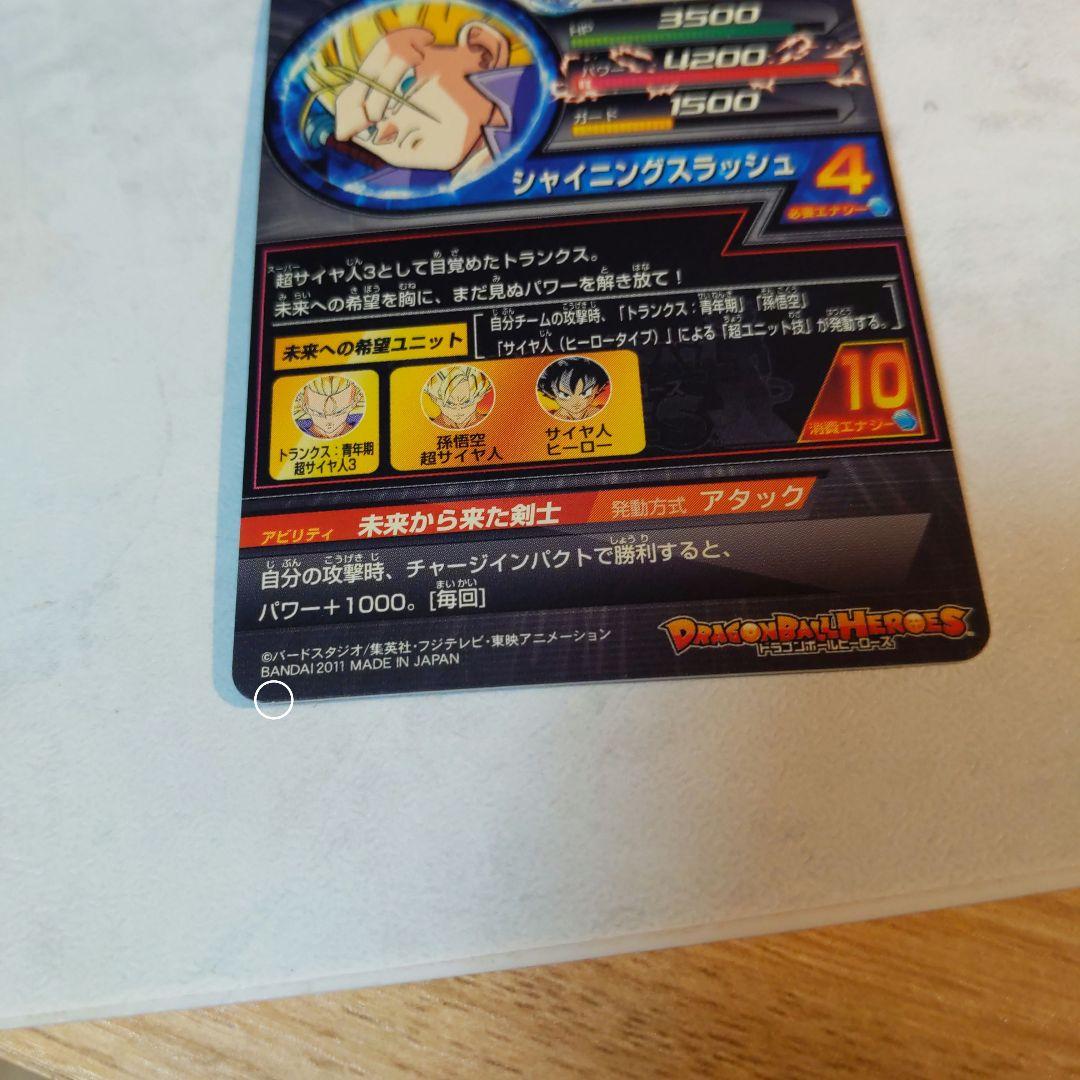 HP 3500
パワー 4200
ガード 1500
シャイニングスラッシュ 4
必要エナジー
超サイヤ人3として目覚めたトランクス。
未来への希望を胸に、まだ見ぬパワーを解き放て!
未来への希望ユニット
自分チームの攻撃時、「トランクス:青年期」「孫悟空」
「サイヤ人(ヒーロータイプ)」による「超ユニット技」が発動する。
トランクス:青年期
超サイヤ人3
孫悟空
超サイヤ人
サイヤ人
ヒーロー
10
消費エナジー
アビリティ 未来から来た剣士 発動方式 アタック
自分の攻撃時、チャージインパクトで勝利すると、
パワー+1000。[毎回]
©バードスタジオ/集英社・フジテレビ・東映アニメーション
BANDAI 2011 MADE IN JAPAN
DRAGONBALL HEROES
ドラゴンボールヒーローズ